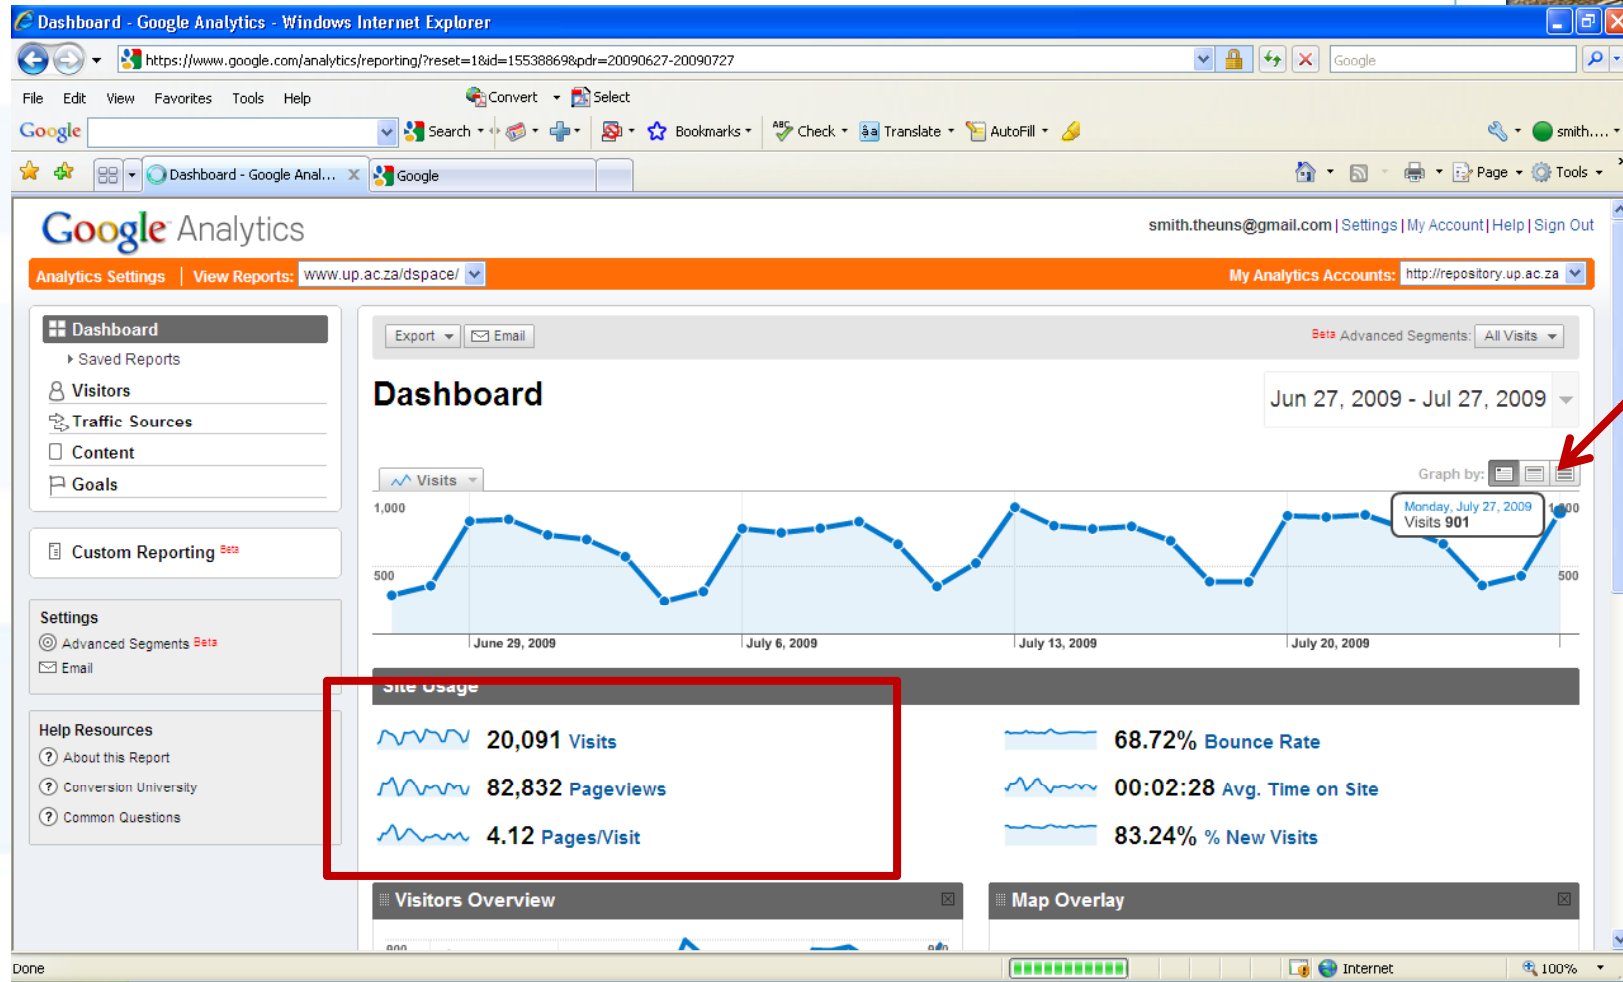 Dashboard - Google Analytics - Windows Internet Explorer
https://www.google.com/analytics/reporting/?reset=1&id=15538869&pdr=20090627-20090727
Google
File Edit View Favorites Tools Help
Convert Select
Google Search Bookmarks Check Translate AutoFill smith....
Dashboard - Google Anal... Google Page Tools
Google Analytics
smith.theuns@gmail.com | Settings | My Account | Help | Sign Out
Analytics Settings | View Reports: www.up.ac.za/dspace/
My Analytics Accounts: http://repository.up.ac.za
Dashboard
Saved Reports
Visitors
Traffic Sources
Content
Goals
Custom Reporting Beta
Settings
Advanced Segments Beta
Email
Help Resources
About this Report
Conversion University
Common Questions
Export Email
Beta Advanced Segments: All Visits
Dashboard
Jun 27, 2009 - Jul 27, 2009
Visits
Graph by:
1,000
500
Monday, July 27, 2009
Visits 901
500
June 29, 2009 July 6, 2009 July 13, 2009 July 20, 2009
Site Usage
20,091 Visits
82,832 Pageviews
4.12 Pages/Visit
68.72% Bounce Rate
00:02:28 Avg. Time on Site
83.24% % New Visits
Visitors Overview
Map Overlay
Done
Internet
100%